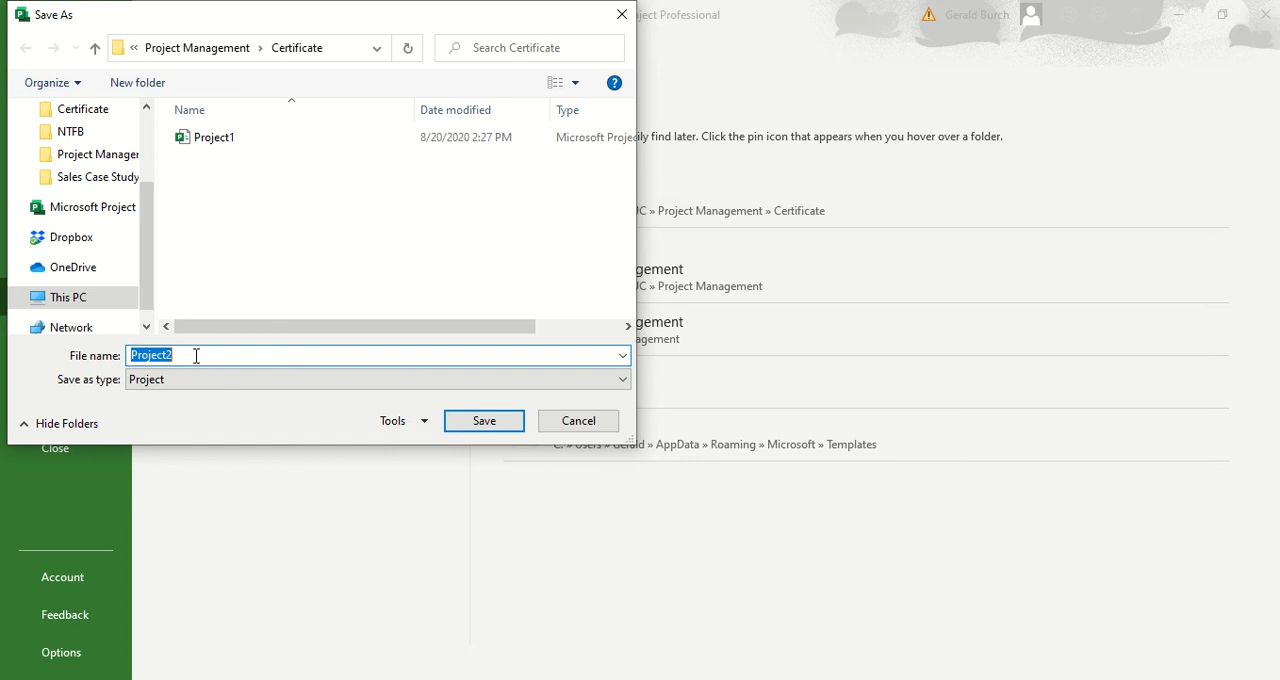 Save As
ject Professional
Gerald Burch
« Project Management › Certificate
Search Certificate
Organize
New folder
Name
Date modified
Type
Certificate
NTFB
Project Manager
Sales Case Study
Microsoft Project
Dropbox
OneDrive
This PC
Network
Project1
8/20/2020 2:27 PM
Microsoft Projec
ily find later. Click the pin icon that appears when you hover over a folder.
JC » Project Management » Certificate
gement
JC » Project Management
gement
agement
File name: Project2
Save as type: Project
Hide Folders
Tools
Save
Cancel
C: » Users » Gerald » AppData » Roaming » Microsoft » Templates
Close
Account
Feedback
Options